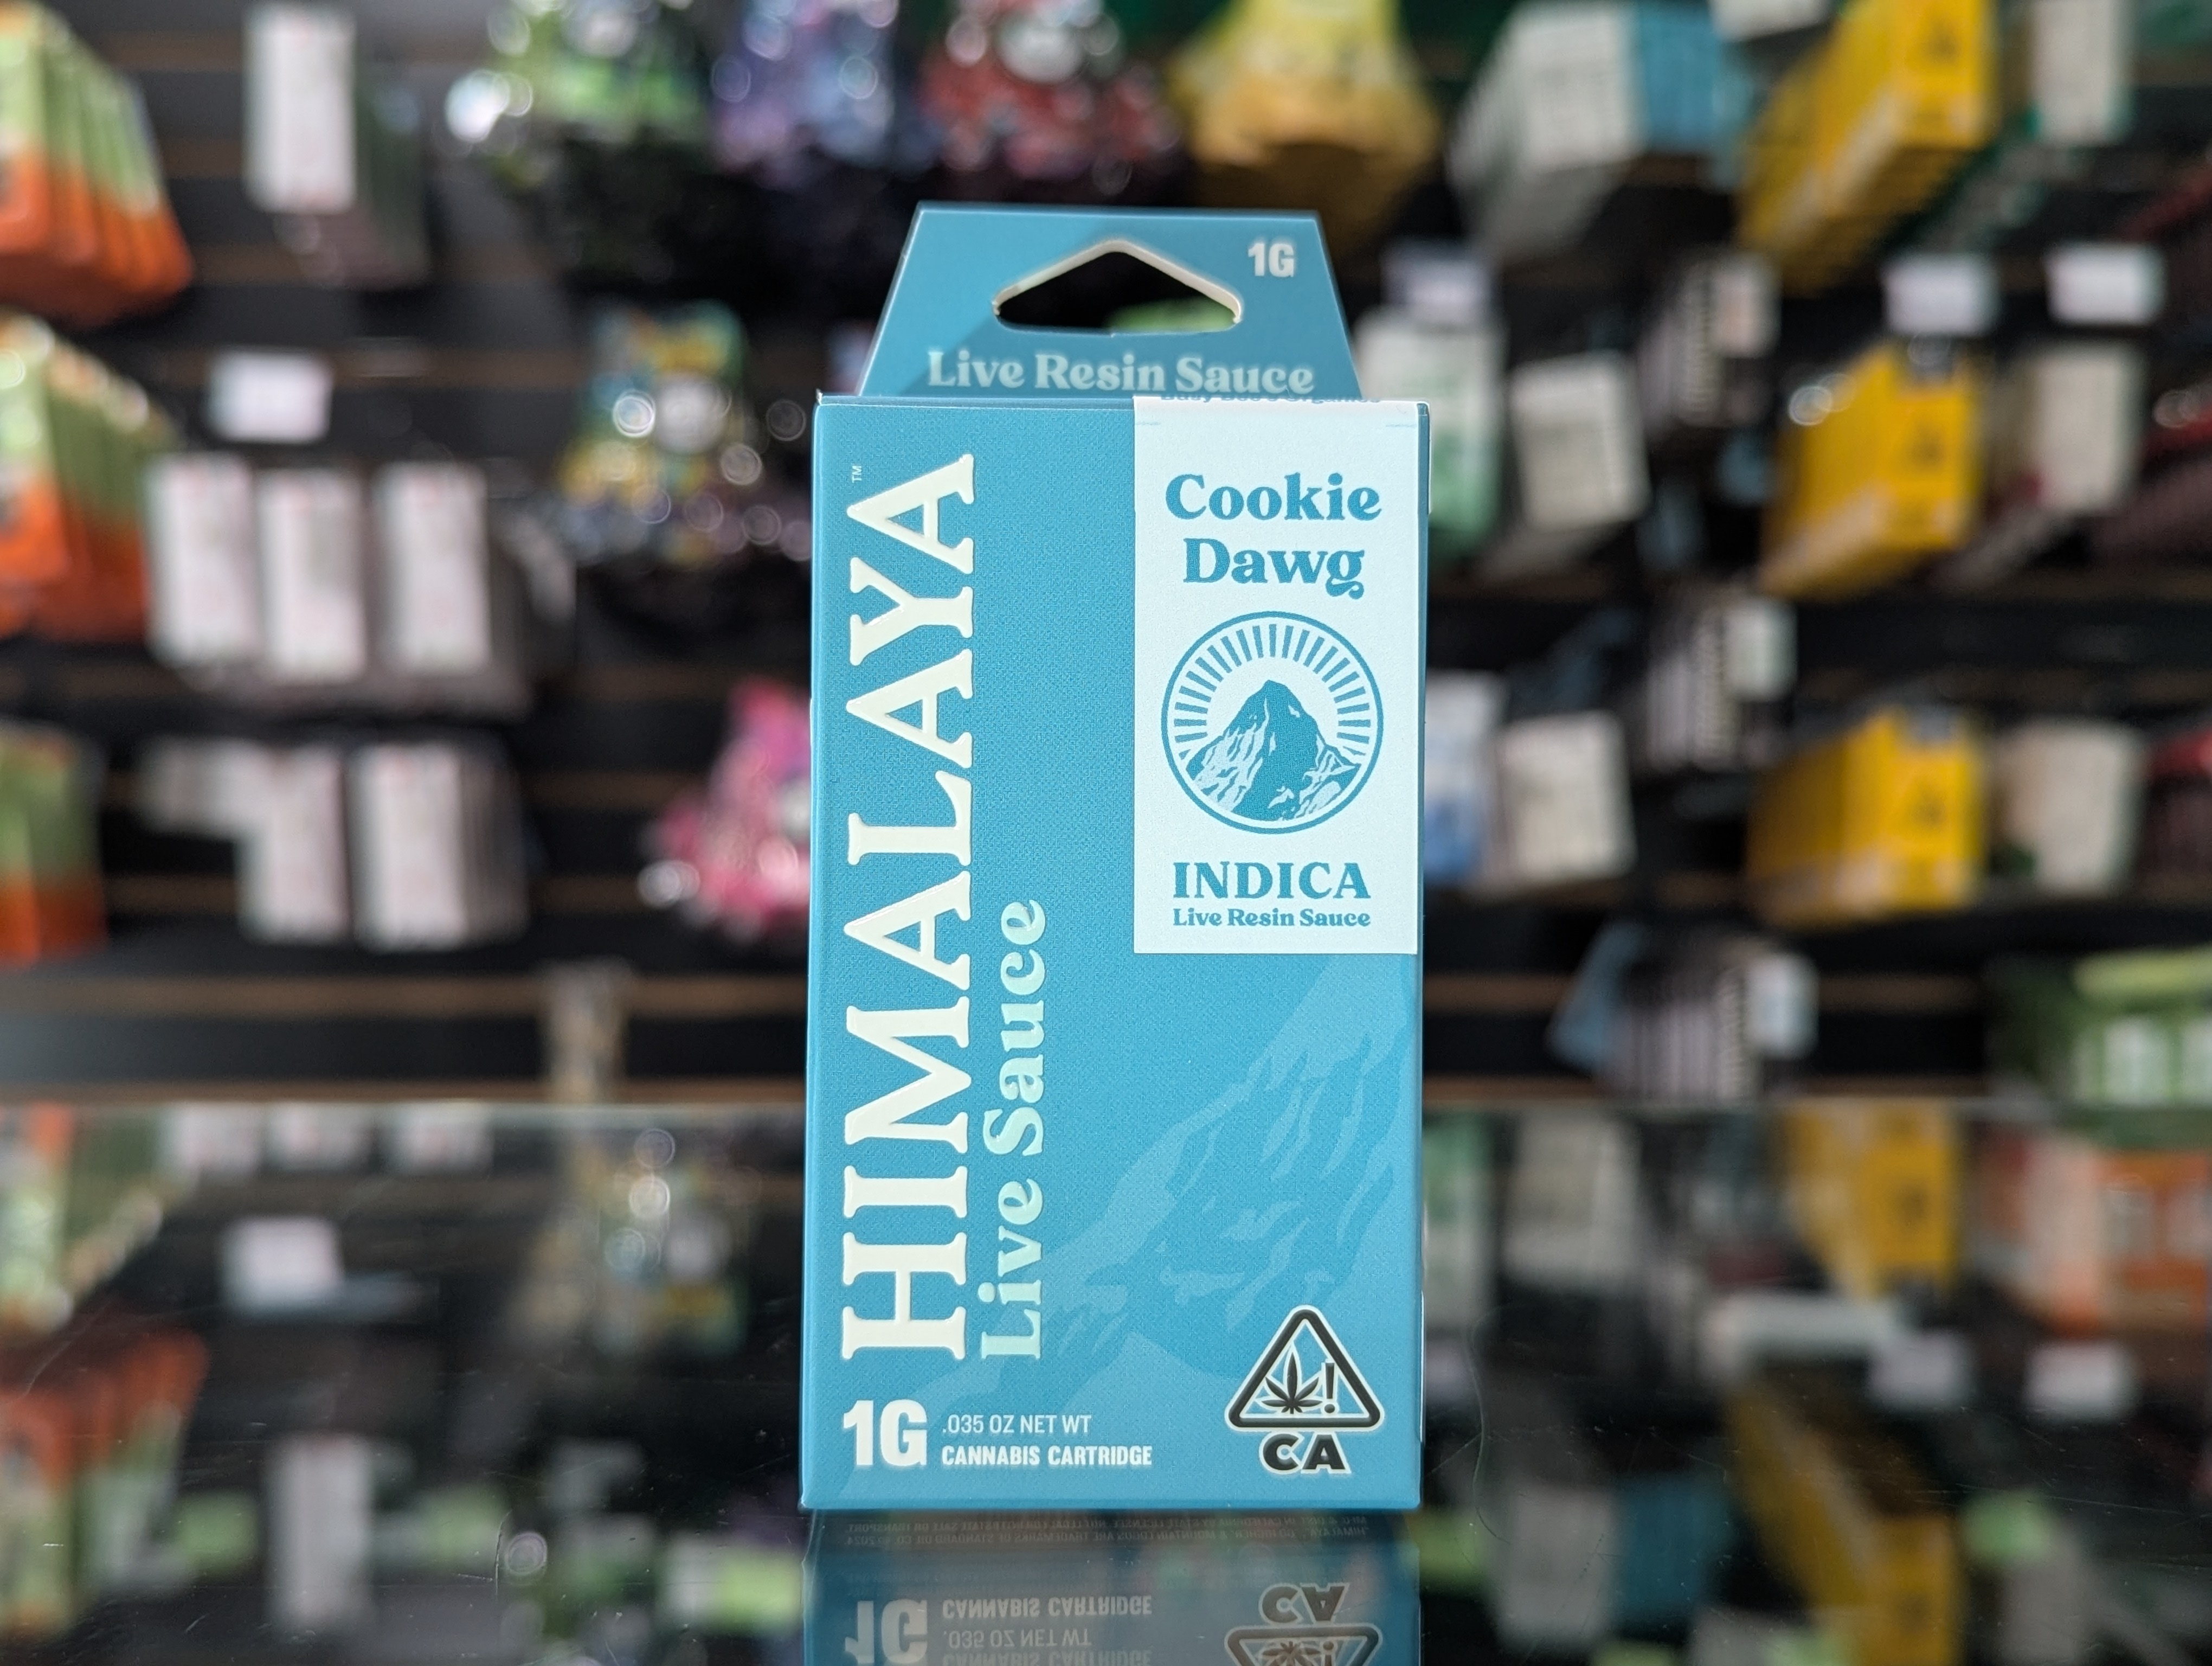 1G
Live Resin Sauce
HIMALAYA™
Live Sauce
Cookie
Dawg
INDICA
Live Resin Sauce
1G
.035 OZ NET WT
CANNABIS CARTRIDGE
CA